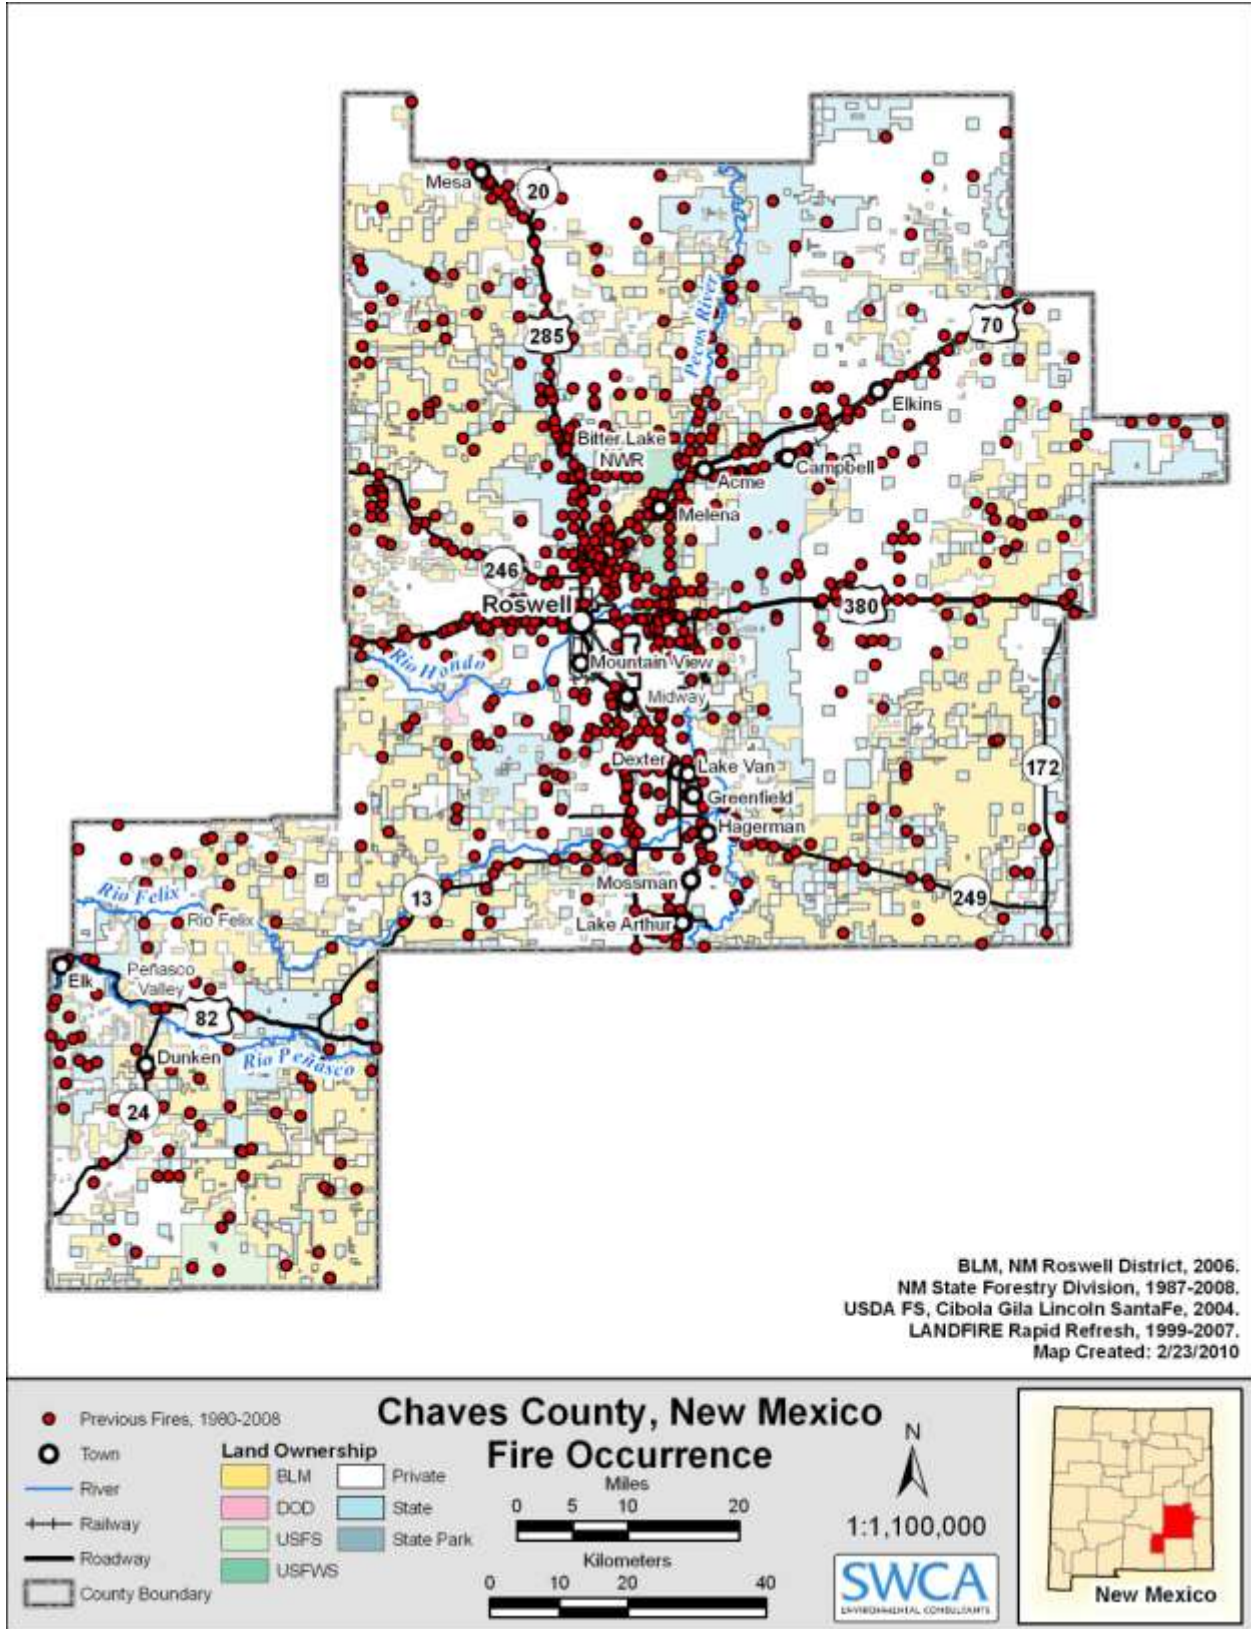 Mesa
20
285
Pecos River
70
Elkins
Bitter Lake
NWR
Campbell
Acme
Melena
246
Roswell
380
Rio Hondo
Mountain View
Midway
Dexter
Lake Van
172
Greenfield
Hagerman
Rio Felix
Rio Felix
13
Mossman
249
Lake Arthur
Elk
Peñasco
Valley
82
Dunken
Rio Peñasco
24
BLM, NM Roswell District, 2006.
NM State Forestry Division, 1987-2008.
USDA FS, Cibola Gila Lincoln SantaFe, 2004.
LANDFIRE Rapid Refresh, 1999-2007.
Map Created: 2/23/2010
Previous Fires, 1980-2008
Town
River
Railway
Roadway
County Boundary
Land Ownership
BLM
DOD
USFS
USFWS
Private
State
State Park
Chaves County, New Mexico
Fire Occurrence
Miles
0 5 10 20
Kilometers
0 10 20 40
N
1:1,100,000
SWCA
ENVIRONMENTAL CONSULTANTS
New Mexico